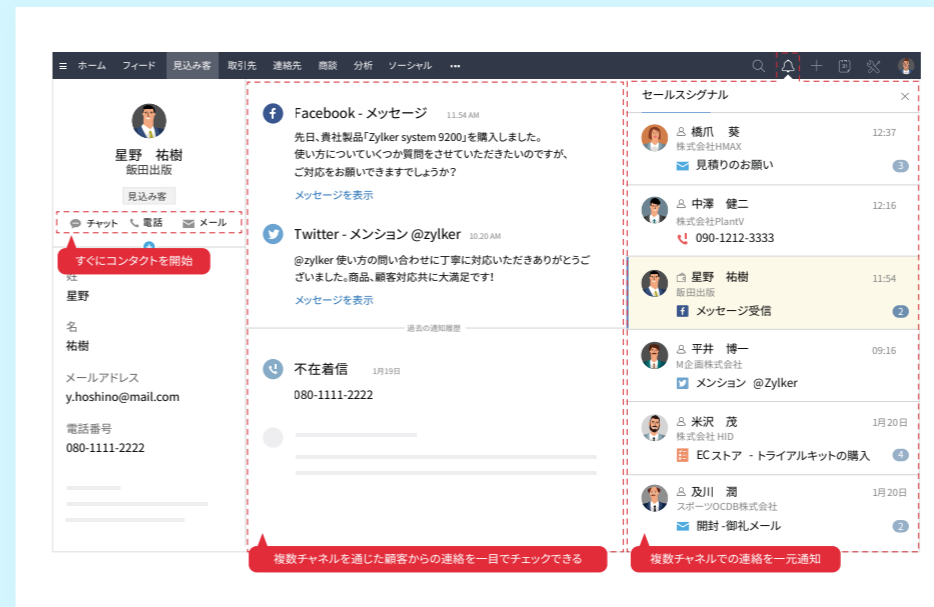 ホーム フィード 見込み客 取引先 連絡先 商談 分析 ソーシャル •••
星野 祐樹
飯田出版
見込み客
チャット 電話 メール
すぐにコンタクトを開始
姓
星野
名
祐樹
メールアドレス
y.hoshino@mail.com
電話番号
080-1111-2222
Facebook - メッセージ 11.54 AM
先日、貴社製品「Zylker system 9200」を購入しました。
使い方についていくつか質問をさせていただきたいのですが、
ご対応をお願いできますでしょうか？
メッセージを表示
Twitter - メンション @zylker 10.20 AM
@zylker 使い方の問い合わせに丁寧に対応いただきありがとうご
ざいました。商品、顧客対応共に大満足です！
メッセージを表示
過去の通知履歴
不在着信 1月19日
080-1111-2222
複数チャネルを通じた顧客からの連絡を一目でチェックできる
セールスシグナル
橋爪 葵 12:37
株式会社HMAX
見積りのお願い 3
中澤 健二 12:16
株式会社PlantV
090-1212-3333
星野 祐樹 11:54
飯田出版
メッセージ受信 2
平井 博一 09:16
M企画株式会社
メンション @Zylker
米沢 茂 1月20日
株式会社 HID
ECストア - トライアルキットの購入 4
及川 潤 1月20日
スポーツOCDB株式会社
開封 -御礼メール 2
複数チャネルでの連絡を一元通知